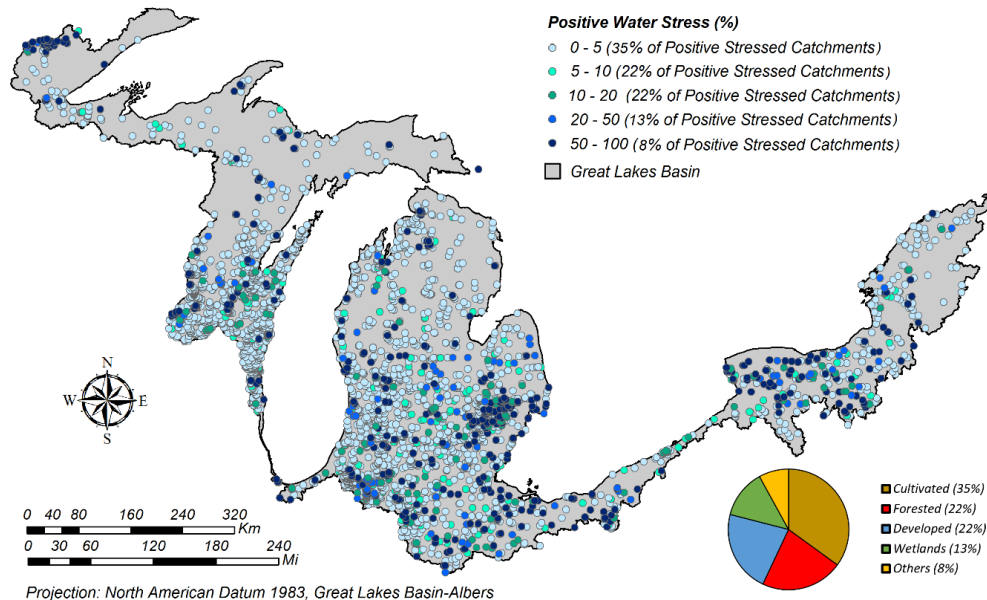 Positive Water Stress (%)
0 - 5 (35% of Positive Stressed Catchments)
5 - 10 (22% of Positive Stressed Catchments)
10 - 20 (22% of Positive Stressed Catchments)
20 - 50 (13% of Positive Stressed Catchments)
50 - 100 (8% of Positive Stressed Catchments)
Great Lakes Basin
N
W E
S
0 40 80 160 240 320
Km
0 30 60 120 180 240
Mi
Cultivated (35%)
Forested (22%)
Developed (22%)
Wetlands (13%)
Others (8%)
Projection: North American Datum 1983, Great Lakes Basin-Albers